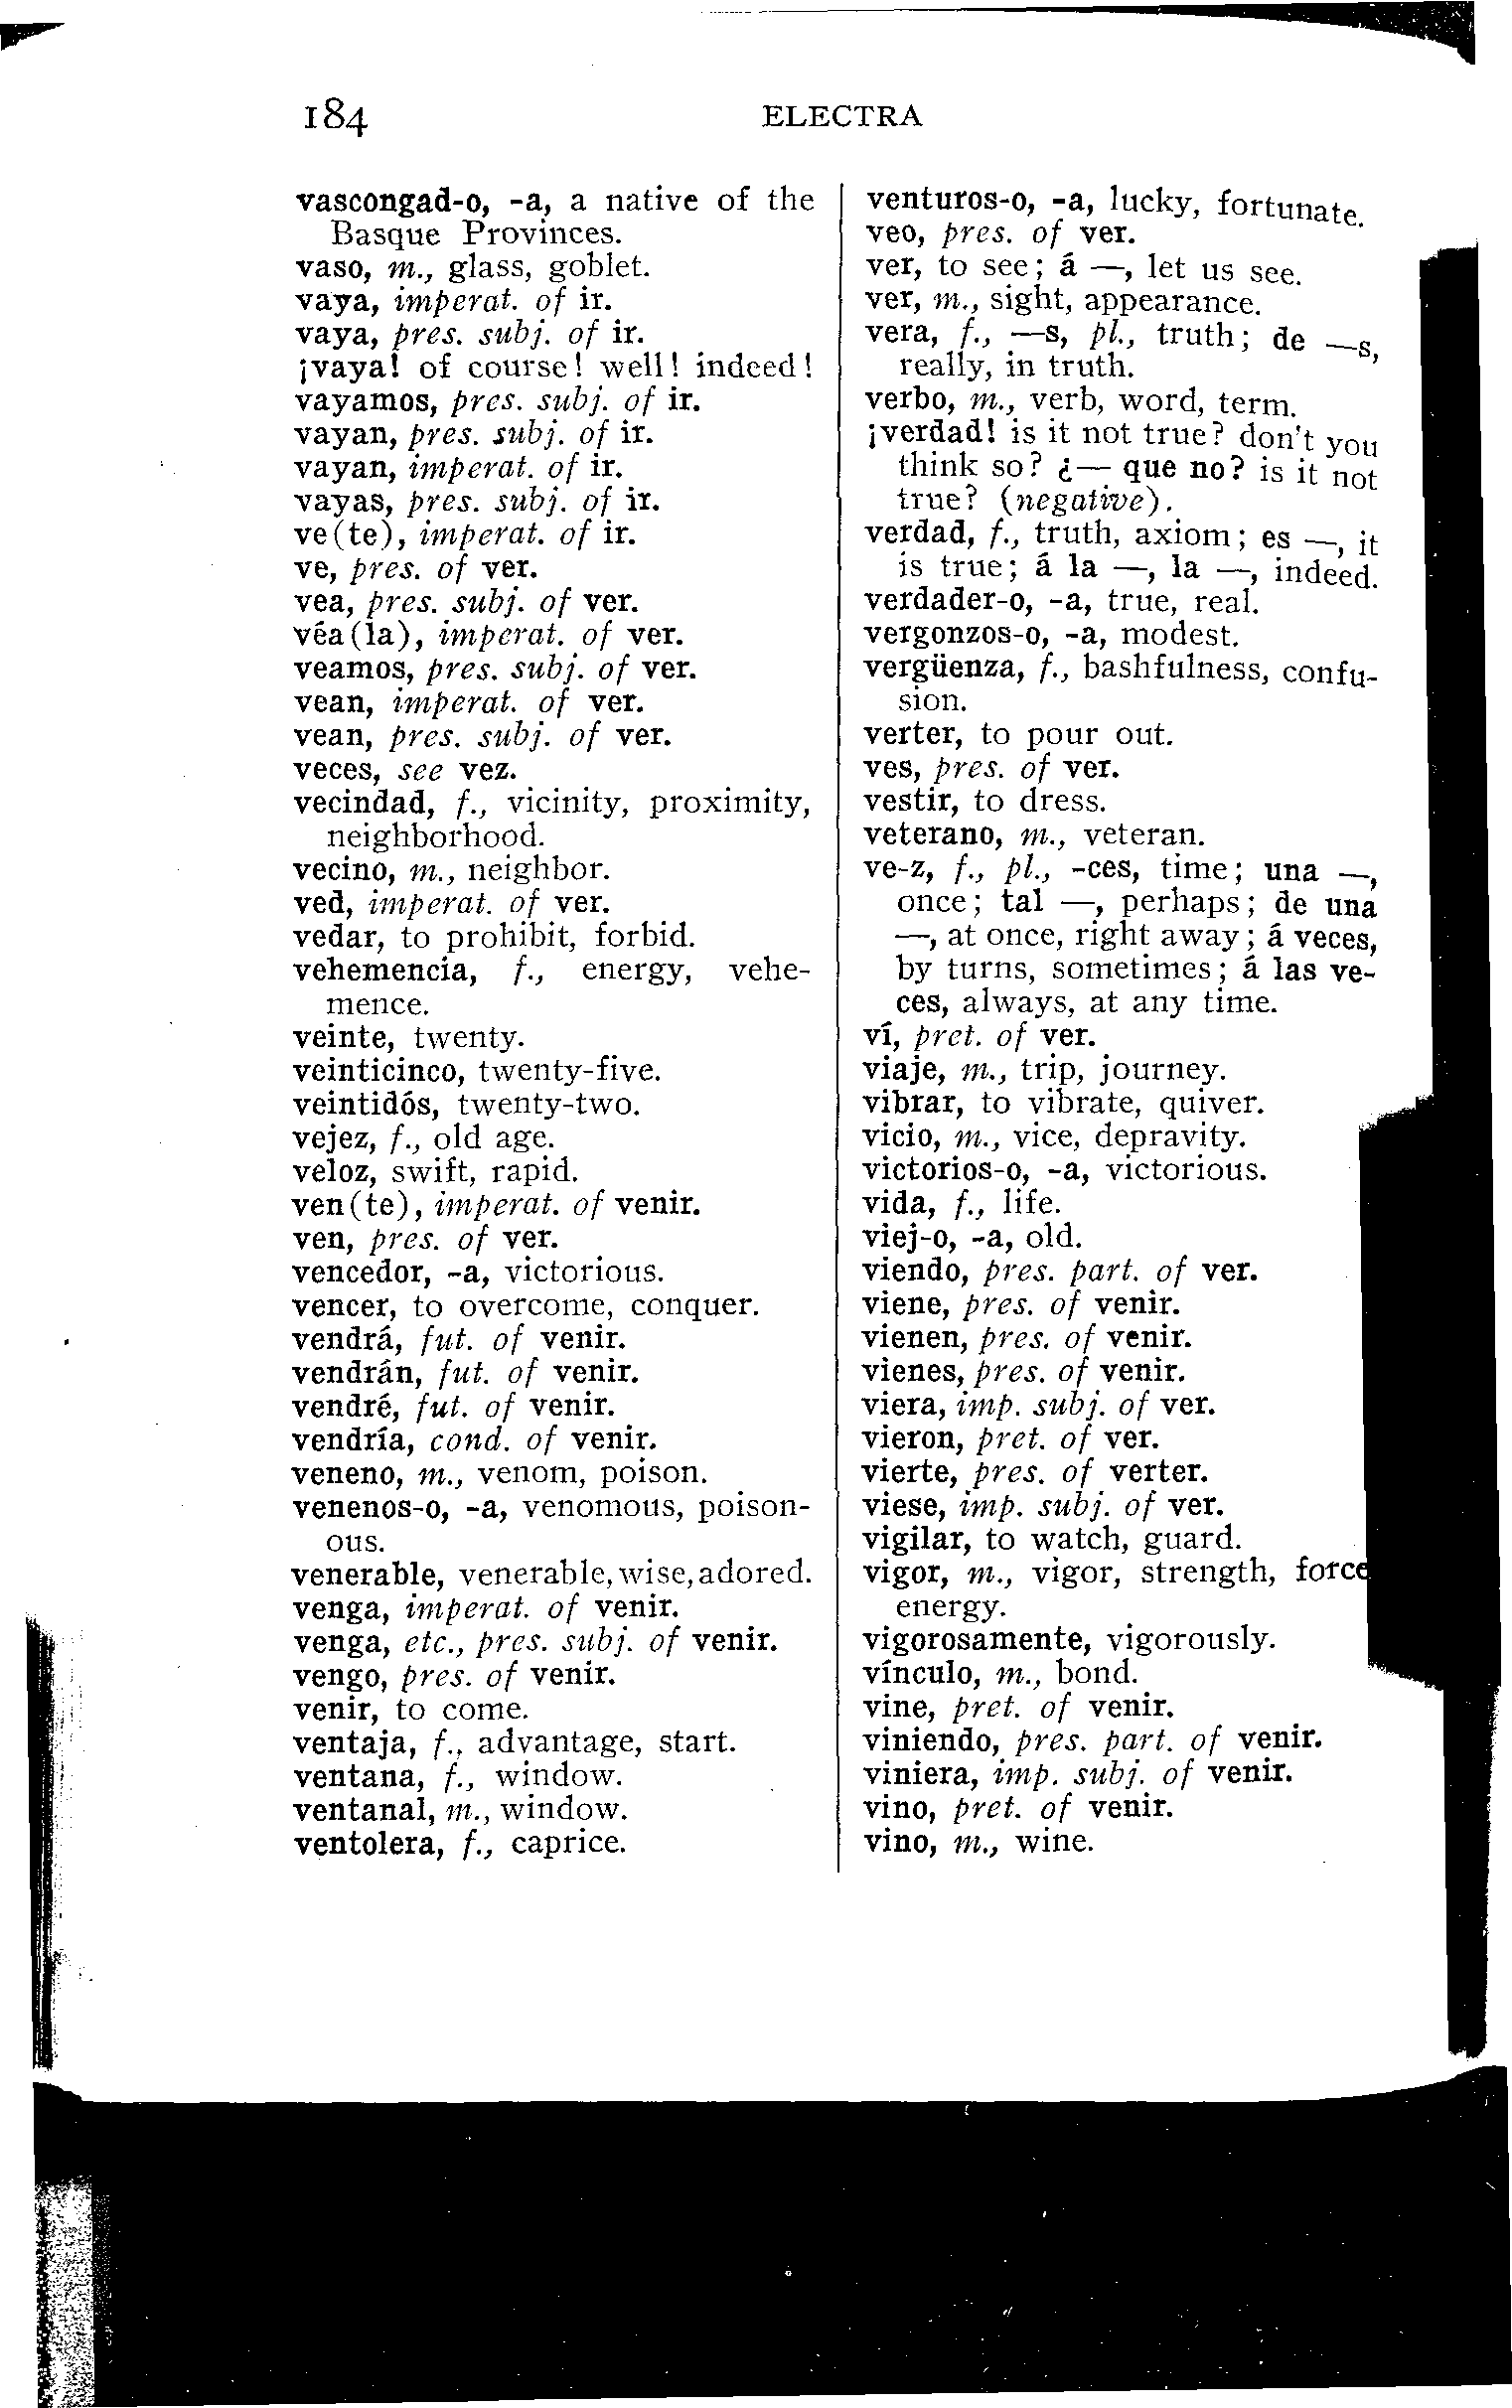 184
ELECTRA
vascongad-o, -a, a native of the
Basque Provinces.
vaso, m., glass, goblet.
vaya, imperat. of ir.
vaya, pres. subj. of ir.
¡vaya! of course! well! indeed!
vayamos, pres. subj. of ir.
vayan, pres. subj. of ir.
vayan, imperat. of ir.
vayas, pres. subj. of ir.
ve(te), imperat. of ir.
ve, pres. of ver.
vea, pres. subj. of ver.
véa(la), imperat. of ver.
veamos, pres. subj. of ver.
vean, imperat. of ver.
vean, pres. subj. of ver.
veces, see vez.
vecindad, f., vicinity, proximity,
neighborhood.
vecino, m., neighbor.
ved, imperat. of ver.
vedar, to prohibit, forbid.
vehemencia, f., energy, vehe-
mence.
veinte, twenty.
veinticinco, twenty-five.
veintidós, twenty-two.
vejez, f., old age.
veloz, swift, rapid.
ven(te), imperat. of venir.
ven, pres. of ver.
vencedor, -a, victorious.
vencer, to overcome, conquer.
vendrá, fut. of venir.
vendrán, fut. of venir.
vendré, fut. of venir.
vendría, cond. of venir.
veneno, m., venom, poison.
venenos-o, -a, venomous, poison-
ous.
venerable, venerable, wise, adored.
venga, imperat. of venir.
venga, etc., pres. subj. of venir.
vengo, pres. of venir.
venir, to come.
ventaja, f., advantage, start.
ventana, f., window.
ventanal, m., window.
ventolera, f., caprice.
venturos-o, -a, lucky, fortunate.
veo, pres. of ver.
ver, to see; á —, let us see.
ver, m., sight, appearance.
vera, f., —s, pl., truth; de —s,
really, in truth.
verbo, m., verb, word, term.
¡verdad! is it not true? don't you
think so? ¿— que no? is it not
true? (negative).
verdad, f., truth, axiom; es —, it
is true; á la —, la —, indeed.
verdader-o, -a, true, real.
vergonzos-o, -a, modest.
vergüenza, f., bashfulness, confu-
sion.
verter, to pour out.
ves, pres. of ver.
vestir, to dress.
veterano, m., veteran.
ve-z, f., pl., -ces, time; una —,
once; tal —, perhaps; de una
—, at once, right away; á veces,
by turns, sometimes; á las ve-
ces, always, at any time.
ví, pret. of ver.
viaje, m., trip, journey.
vibrar, to vibrate, quiver.
vicio, m., vice, depravity.
victorios-o, -a, victorious.
vida, f., life.
viej-o, -a, old.
viendo, pres. part. of ver.
viene, pres. of venir.
vienen, pres. of venir.
vienes, pres. of venir.
viera, imp. subj. of ver.
vieron, pret. of ver.
vierte, pres. of verter.
viese, imp. subj. of ver.
vigilar, to watch, guard.
vigor, m., vigor, strength, force
energy.
vigorosamente, vigorously.
vínculo, m., bond.
vine, pret. of venir.
viniendo, pres. part. of venir.
viniera, imp. subj. of venir.
vino, pret. of venir.
vino, m., wine.